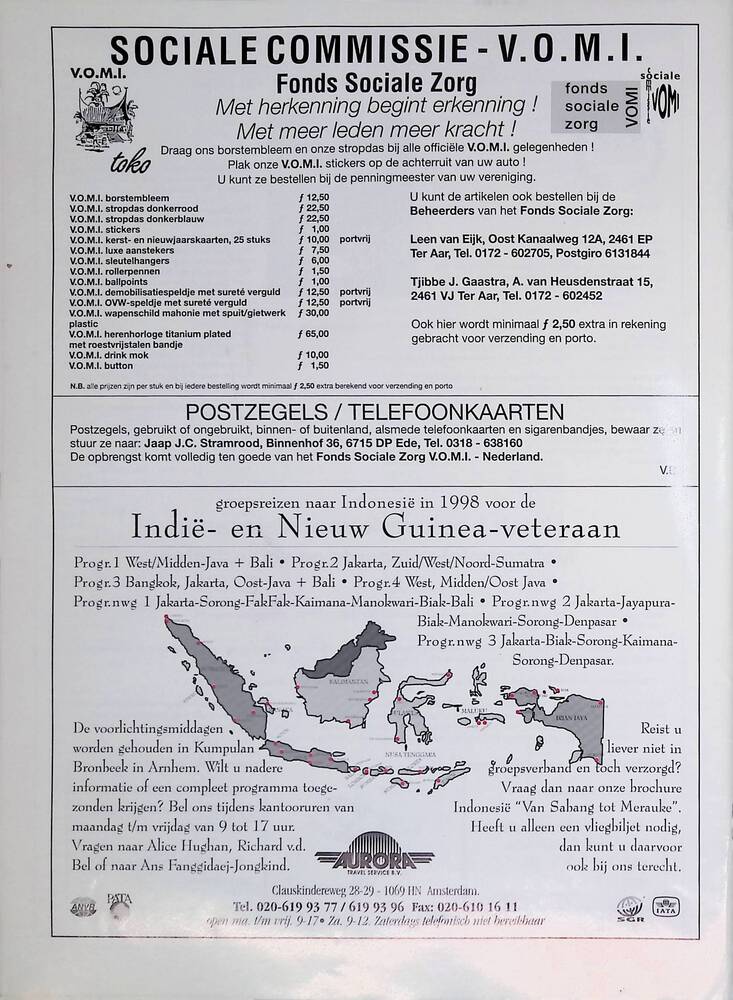 SOCIALE COMMISSIE - V.O.M.I.
V.O.M.I.
toko
Fonds Sociale Zorg
Met herkenning begint erkenning !
Met meer leden meer kracht !
fonds
sociale
zorg
VOMI
sociale
VOMI
Draag ons borstembleem en onze stropdas bij alle officiële V.O.M.I. gelegenheden !
Plak onze V.O.M.I. stickers op de achterruit van uw auto !
U kunt ze bestellen bij de penningmeester van uw vereniging.
V.O.M.I. borstembleem ƒ 12,50
V.O.M.I. stropdas donkerrood ƒ 22,50
V.O.M.I. stropdas donkerblauw ƒ 22,50
V.O.M.I. stickers ƒ 1,00
V.O.M.I. kerst- en nieuwjaarskaarten, 25 stuks ƒ 10,00 portvrij
V.O.M.I. luxe aanstekers ƒ 7,50
V.O.M.I. sleutelhangers ƒ 6,00
V.O.M.I. rollerpennen ƒ 1,50
V.O.M.I. ballpoints ƒ 1,00
V.O.M.I. demobilisatiespeldje met sureté verguld ƒ 12,50 portvrij
V.O.M.I. OVW-speldje met sureté verguld ƒ 12,50 portvrij
V.O.M.I. wapenschild mahonie met spuit/gietwerk ƒ 30,00
plastic
V.O.M.I. herenhorloge titanium plated ƒ 65,00
met roestvrijstalen bandje
V.O.M.I. drink mok ƒ 10,00
V.O.M.I. button ƒ 1,50
N.B. alle prijzen zijn per stuk en bij iedere bestelling wordt minimaal ƒ 2,50 extra berekend voor verzending en porto
U kunt de artikelen ook bestellen bij de
Beheerders van het Fonds Sociale Zorg:
Leen van Eijk, Oost Kanaalweg 12A, 2461 EP
Ter Aar, Tel. 0172 - 602705, Postgiro 6131844
Tjibbe J. Gaastra, A. van Heusdenstraat 15,
2461 VJ Ter Aar, Tel. 0172 - 602452
Ook hier wordt minimaal ƒ 2,50 extra in rekening
gebracht voor verzending en porto.
POSTZEGELS / TELEFOONKAARTEN
Postzegels, gebruikt of ongebruikt, binnen- of buitenland, alsmede telefoonkaarten en sigarenbandjes, bewaar ze en
stuur ze naar: Jaap J.C. Stramrood, Binnenhof 36, 6715 DP Ede, Tel. 0318 - 638160
De opbrengst komt volledig ten goede van het Fonds Sociale Zorg V.O.M.I. - Nederland.
groepsreizen naar Indonesië in 1998 voor de
Indië- en Nieuw Guinea-veteraan
Progr.1 West/Midden-Java + Bali • Progr.2 Jakarta, Zuid/West/Noord-Sumatra •
Progr.3 Bangkok, Jakarta, Oost-Java + Bali • Progr.4 West, Midden/Oost Java •
Progr.nwg 1 Jakarta-Sorong-FakFak-Kaimana-Manokwari-Biak-Bali • Progr.nwg 2 Jakarta-Jayapura-
Biak-Manokwari-Sorong-Denpasar •
Progr.nwg 3 Jakarta-Biak-Sorong-Kaimana-
Sorong-Denpasar.
KALIMANTAN
MALUKU
IRIAN JAYA
NUSA TENGGARA
De voorlichtingsmiddagen
worden gehouden in Kumpulan
Bronbeek in Arnhem. Wilt u nadere
informatie of een compleet programma toege-
zonden krijgen? Bel ons tijdens kantooruren van
maandag t/m vrijdag van 9 tot 17 uur.
Vragen naar Alice Hughan, Richard v.d.
Bel of naar Ans Fanggidaej-Jongkind.
Reist u
liever niet in
groepsverband en toch verzorgd?
Vraag dan naar onze brochure
Indonesië "Van Sabang tot Merauke".
Heeft u alleen een vliegbiljet nodig,
dan kunt u daarvoor
ook bij ons terecht.
AURORA
TRAVEL SERVICE B.V.
Clauskindereweg 28-29 - 1069 HN Amsterdam.
Tel. 020-619 93 77 / 619 93 96 Fax: 020-610 16 11
open ma. t/m vrij. 9-17 • Za. 9-12. Zaterdags telefonisch niet bereikbaar
ANVR
PATA
SGR
IATA